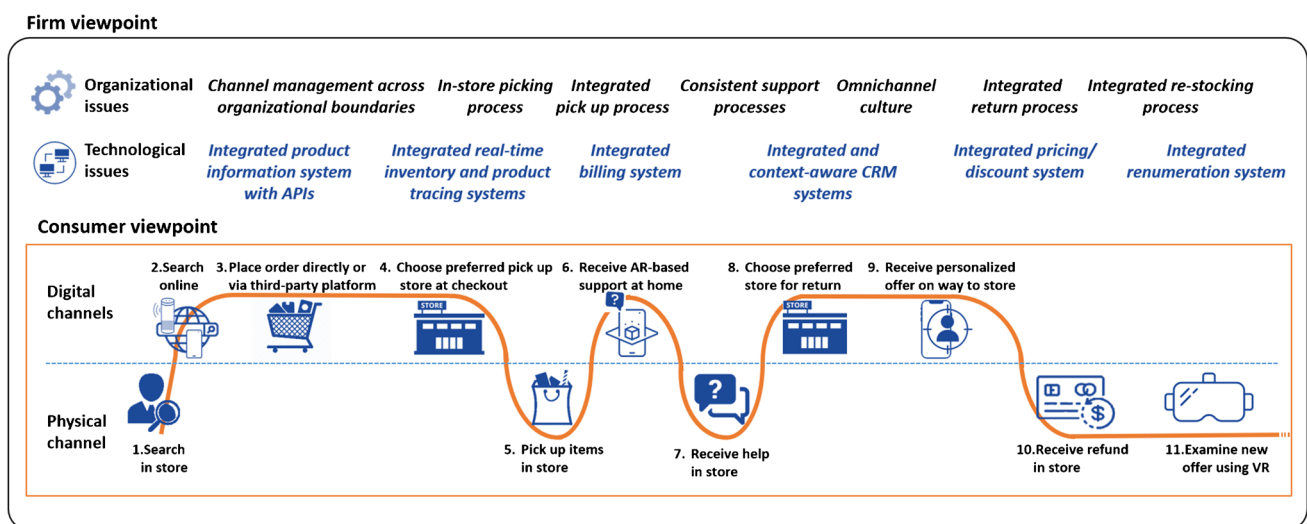 Firm viewpoint
Organizational issues
Channel management across organizational boundaries
In-store picking process
Integrated pick up process
Consistent support processes
Omnichannel culture
Integrated return process
Integrated re-stocking process
Technological issues
Integrated product information system with APIs
Integrated real-time inventory and product tracing systems
Integrated billing system
Integrated and context-aware CRM systems
Integrated pricing/ discount system
Integrated renumeration system
Consumer viewpoint
Digital channels
2.Search online
3.Place order directly or via third-party platform
4. Choose preferred pick up store at checkout
6. Receive AR-based support at home
8. Choose preferred store for return
9. Receive personalized offer on way to store
STORE
?
STORE
Physical channel
?
$
1.Search in store
5. Pick up items in store
7. Receive help in store
10.Receive refund in store
11.Examine new offer using VR